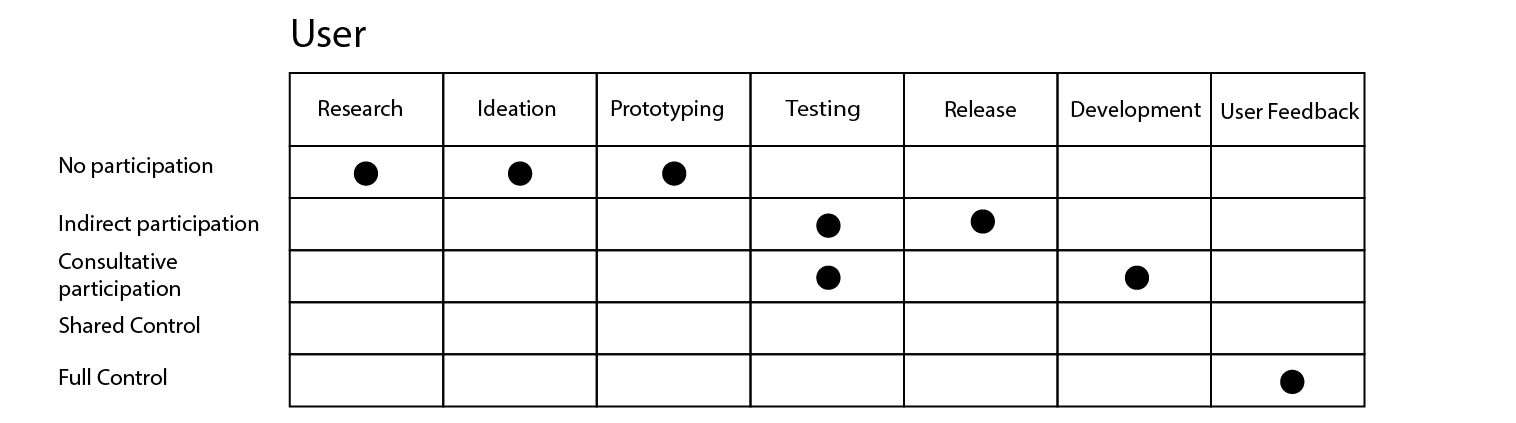 User
Research Ideation Prototyping Testing Release Development User Feedback
No participation
Indirect participation
Consultative
participation
Shared Control
Full Control